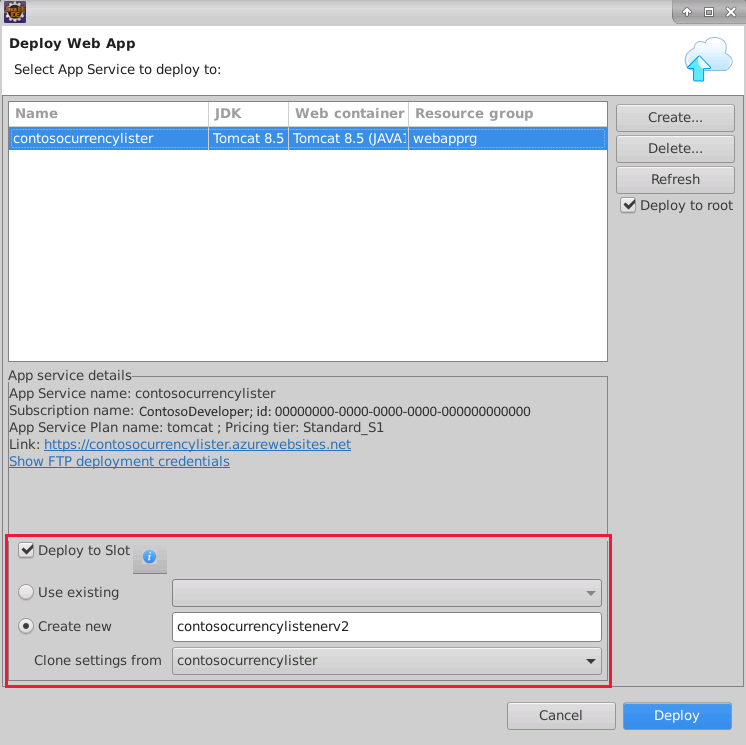 Deploy Web App
Select App Service to deploy to:
Name JDK Web container Resource group
contosocurrencylister Tomcat 8.5 Tomcat 8.5 (JAVA webapprg
Create...
Delete...
Refresh
Deploy to root
App service details
App Service name: contosocurrencylister
Subscription name: ContosoDeveloper; id: 00000000-0000-0000-0000-000000000000
App Service Plan name: tomcat ; Pricing tier: Standard_S1
Link: https://contosocurrencylister.azurewebsites.net
Show FTP deployment credentials
Deploy to Slot i
Use existing
Create new contosocurrencylistenerv2
Clone settings from contosocurrencylister
Cancel Deploy